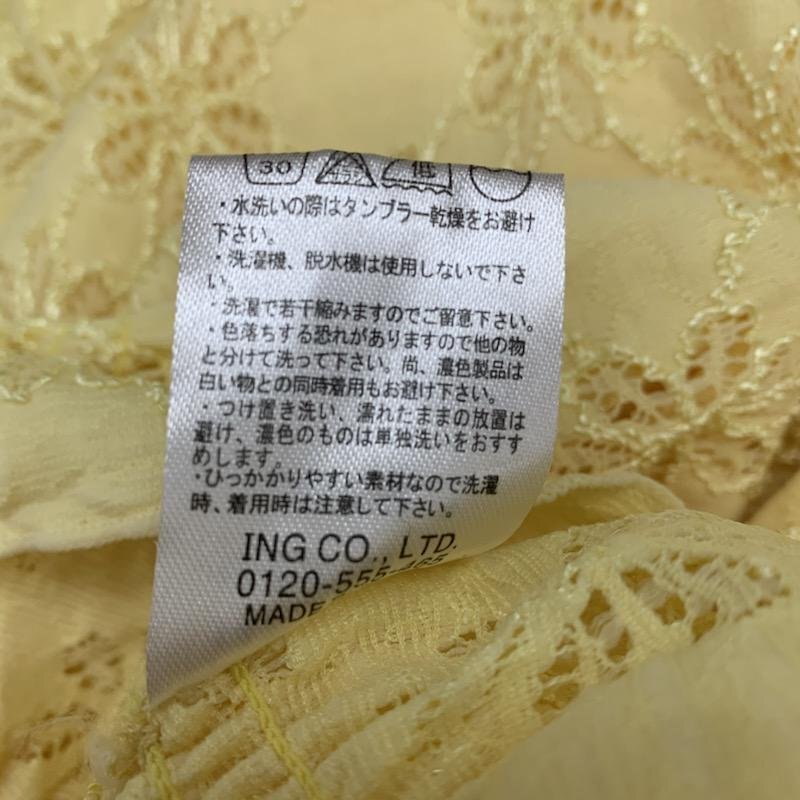 30 低
・水洗いの際はタンブラー乾燥をお避け
下さい。
・洗濯機、脱水機は使用しないで下さ
い。
・洗濯で若干縮みますのでご留意下さい。
・色落ちする恐れがありますので他の物
と分けて洗って下さい。尚、濃色製品は
白い物との同時着用もお避け下さい。
・つけ置き洗い、濡れたままの放置は
避け、濃色のものは単独洗いをおすす
めします。
・ひっかかりやすい素材なので洗濯
時、着用時は注意して下さい。
ING CO., LTD.
0120-555-465
MADE